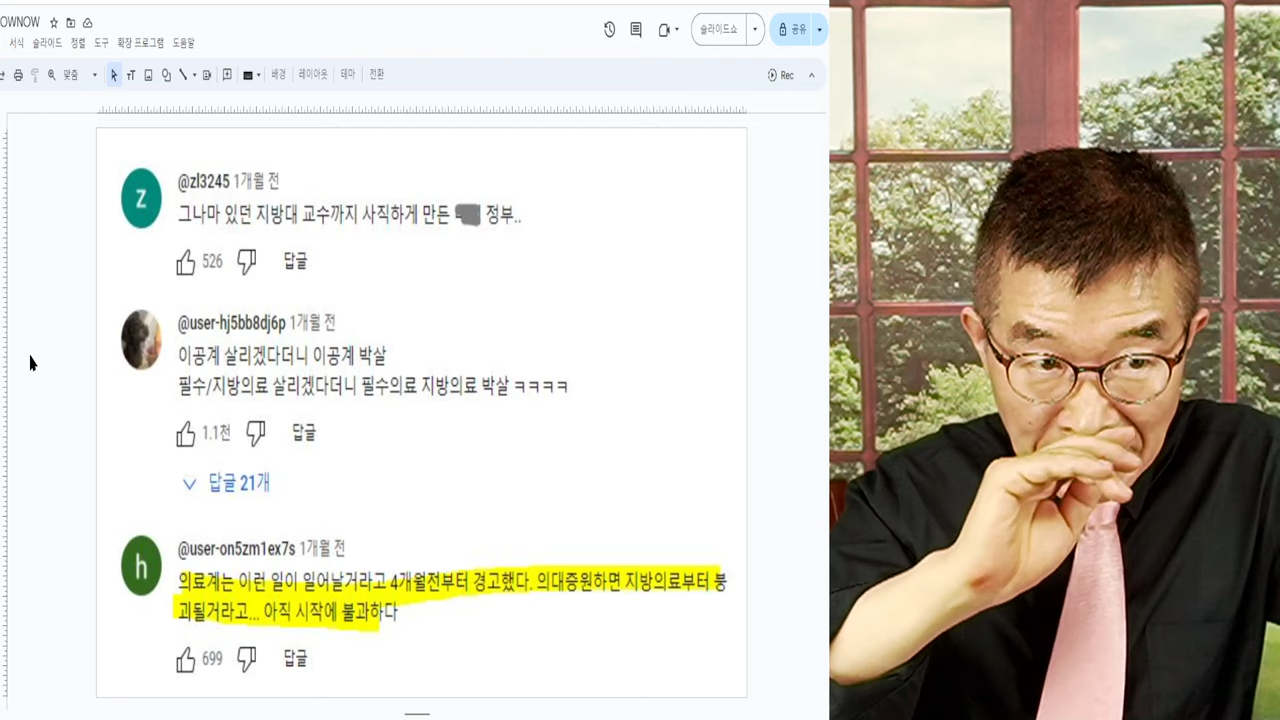 OWNOW
서식 슬라이드 정렬 도구 확장 프로그램 도움말
슬라이드쇼
공유
맞춤
배경 레이아웃 테마 전환
Rec
z
@zl3245 1개월 전
그나마 있던 지방대 교수까지 사직하게 만든 정부..
526 답글
@user-hj5bb8dj6p 1개월 전
이공계 살리겠다더니 이공계 박살
필수/지방의료 살리겠다더니 필수의료 지방의료 박살 ㅋㅋㅋㅋ
1.1천 답글
답글 21개
h
@user-on5zm1ex7s 1개월 전
의료계는 이런 일이 일어날거라고 4개월전부터 경고했다. 의대증원하면 지방의료부터 붕
괴될거라고... 아직 시작에 불과하다
699 답글